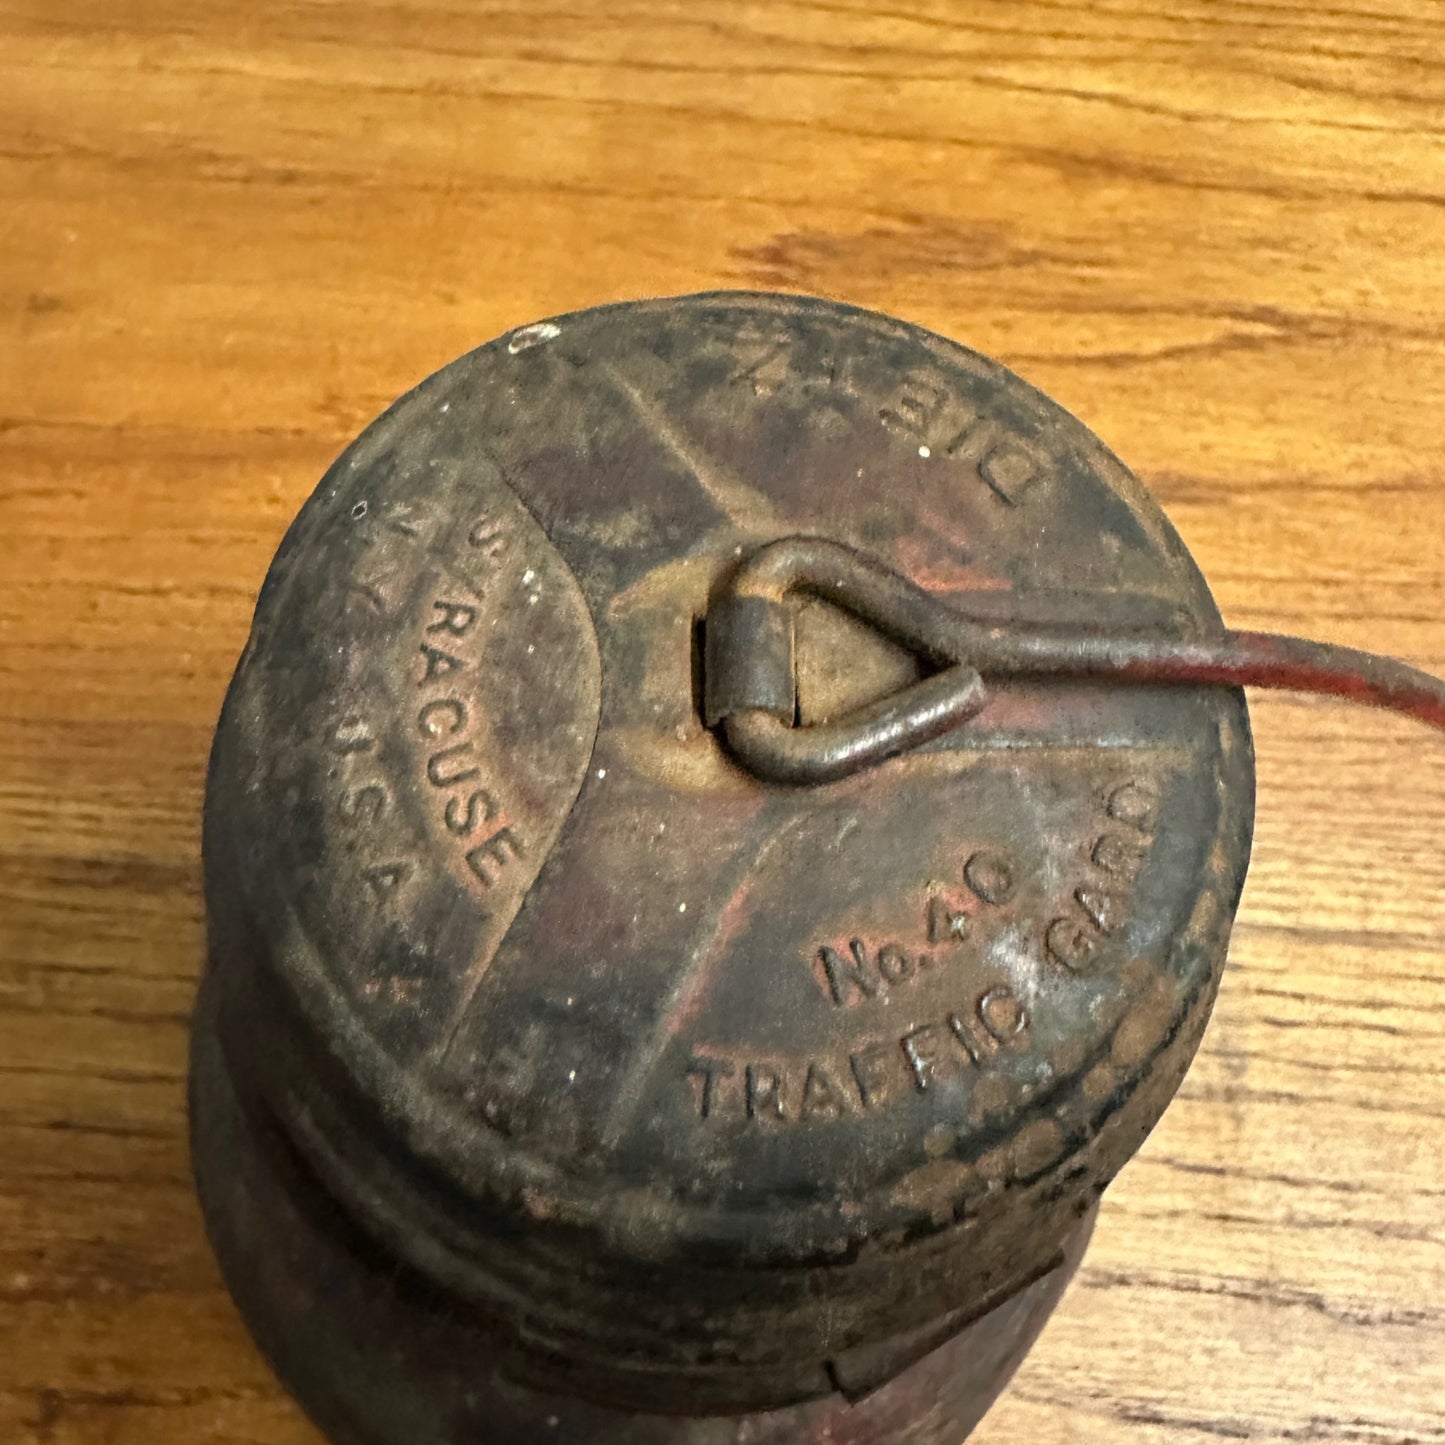 DIETZ
No. 40
TRAFFIC GARD
SYRACUSE
N.Y. U.S.A